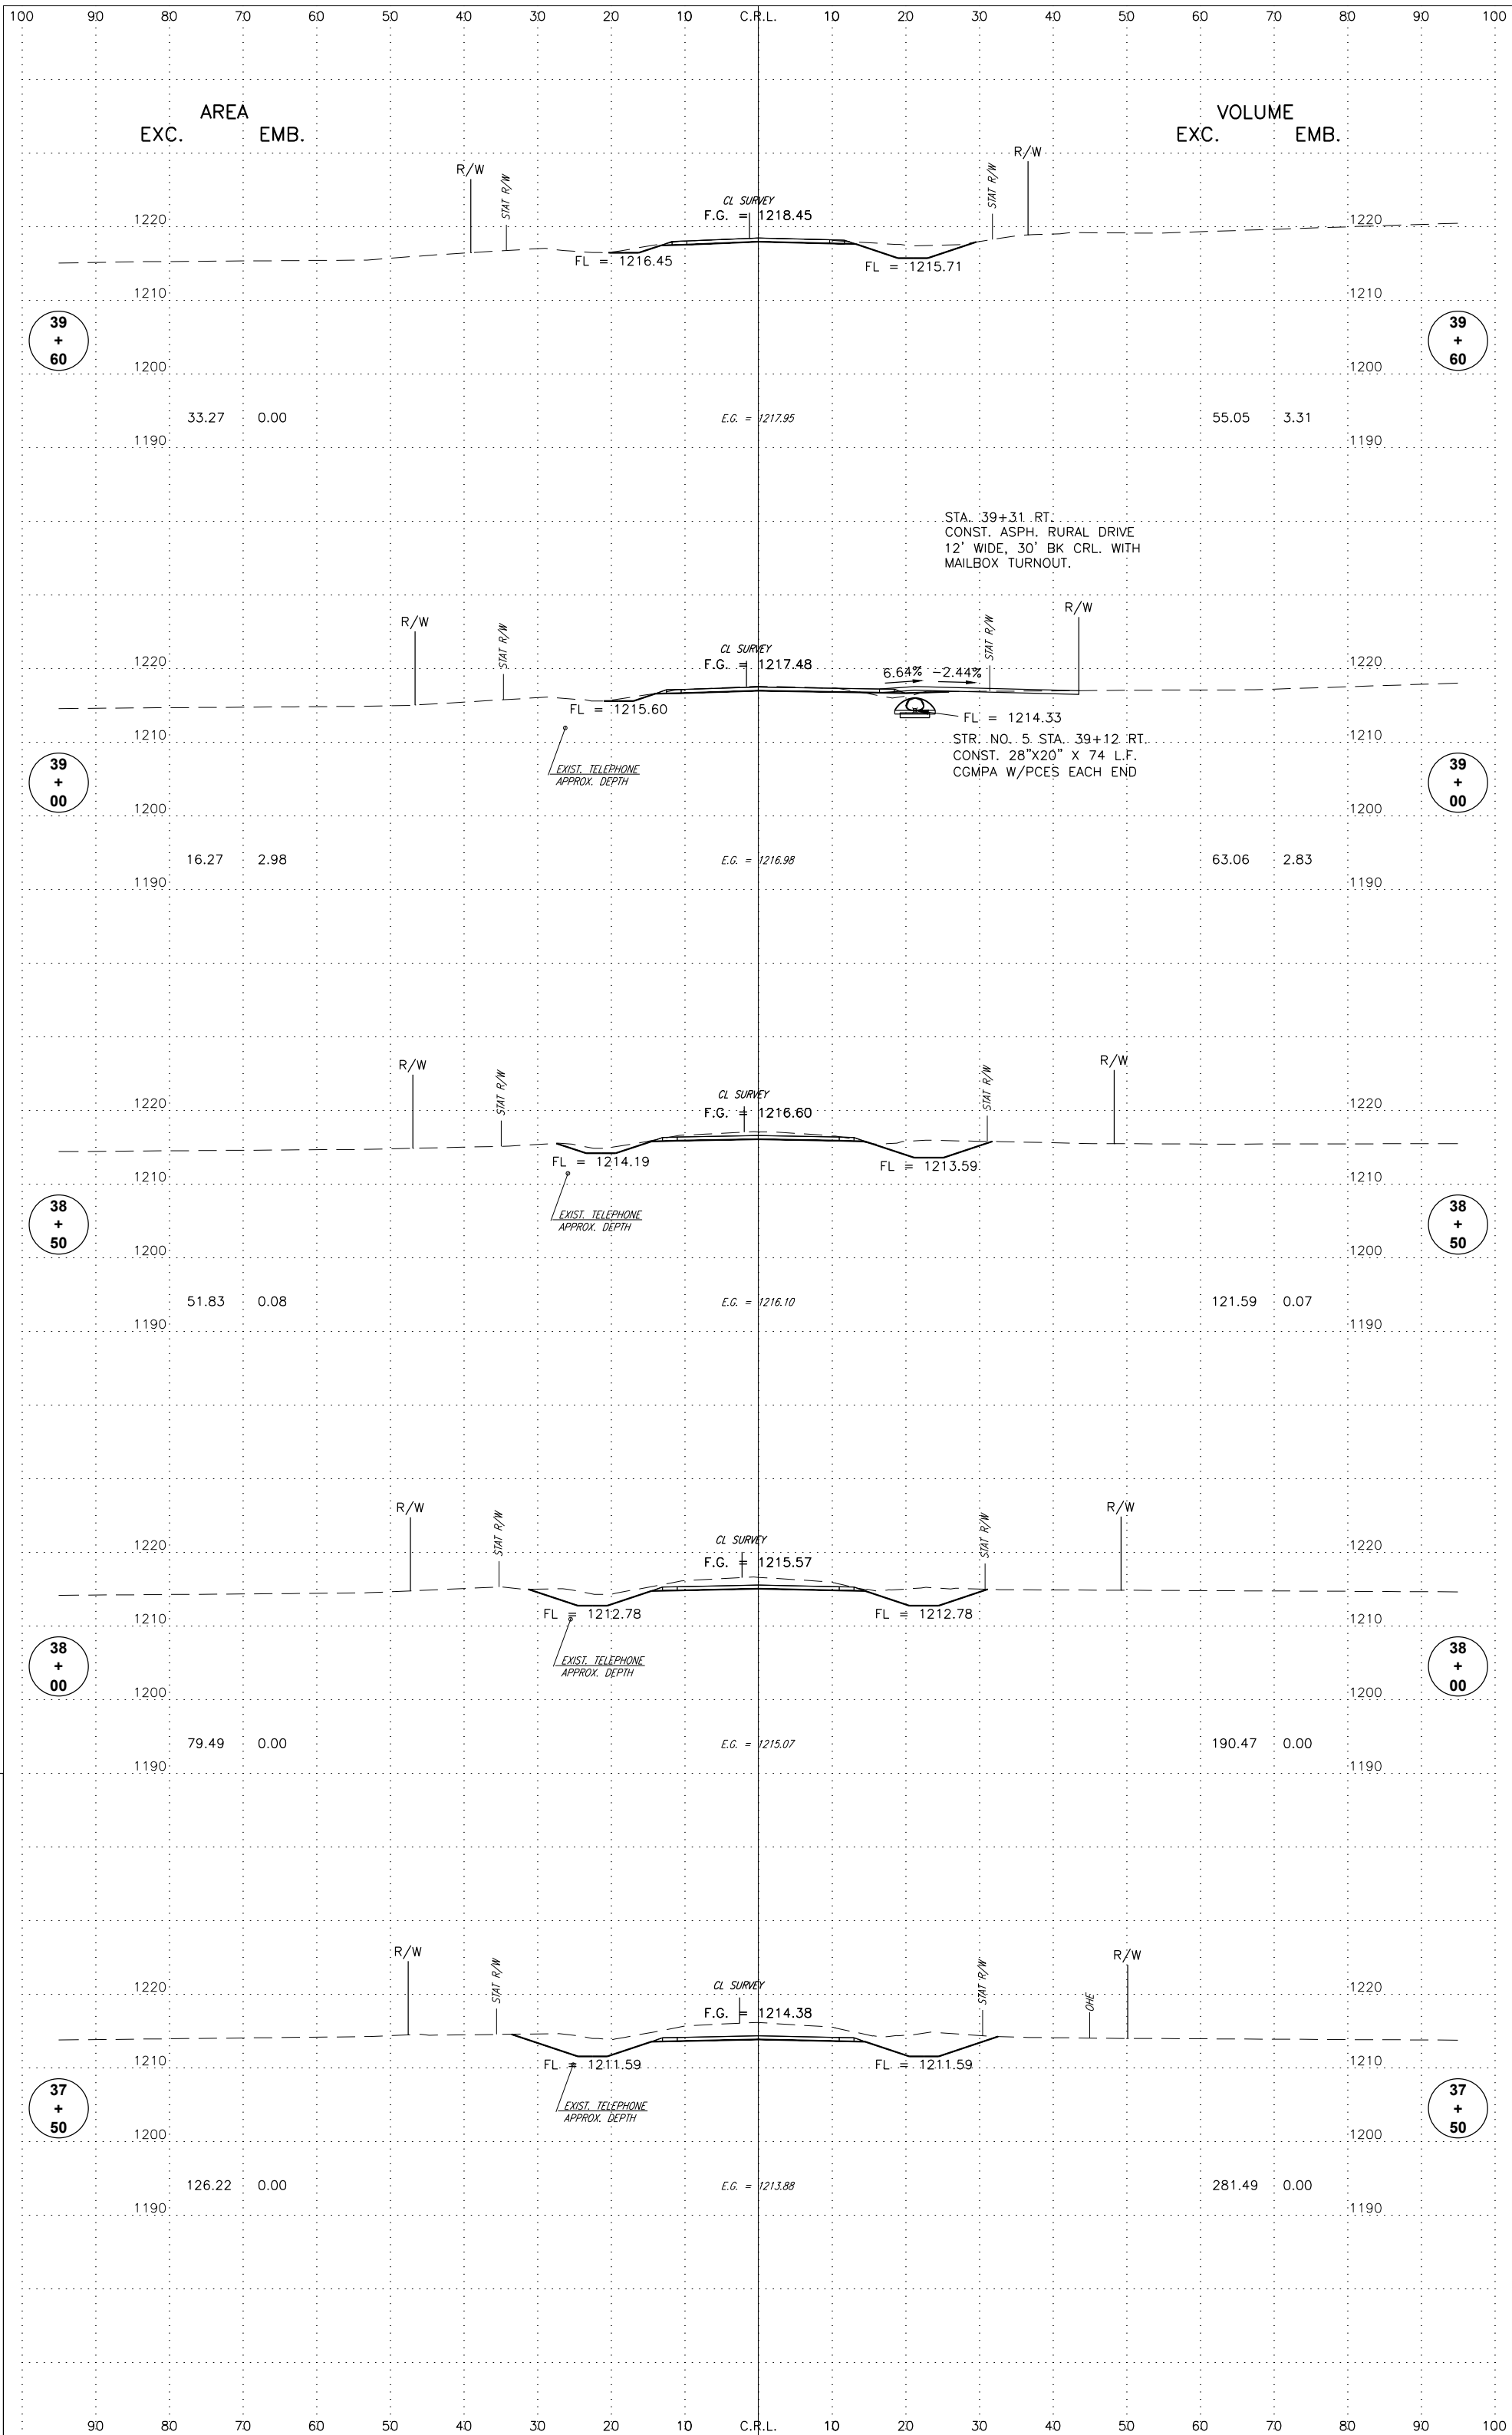 100 90 80 70 60 50 40 30 20 10 C.R.L. 10 20 30 40 50 60 70 80 90 100
AREA
EXC. EMB.
VOLUME
EXC. EMB.
R/W
STAT R/W
CL SURVEY
F.G. = 1218.45
STAT R/W
R/W
1220 1220
FL = 1216.45
FL = 1215.71
1210 1210
39
+
60
39
+
60
1200 1200
33.27 0.00
E.G. = 1217.95
55.05 3.31
1190 1190
STA. 39+31 RT.
CONST. ASPH. RURAL DRIVE
12' WIDE, 30' BK CRL. WITH
MAILBOX TURNOUT.
R/W
STAT R/W
CL SURVEY
F.G. = 1217.48
6.64% -2.44%
STAT R/W
R/W
1220 1220
FL = 1215.60
FL = 1214.33
1210 1210
STR. NO. 5 STA. 39+12 RT.
CONST. 28"X20" X 74 L.F.
CGMPA W/PCES EACH END
EXIST. TELEPHONE
APPROX. DEPTH
39
+
00
39
+
00
1200 1200
16.27 2.98
E.G. = 1216.98
63.06 2.83
1190 1190
R/W
STAT R/W
CL SURVEY
F.G. = 1216.60
STAT R/W
R/W
1220 1220
FL = 1214.19
FL = 1213.59
1210 1210
EXIST. TELEPHONE
APPROX. DEPTH
38
+
50
38
+
50
1200 1200
51.83 0.08
E.G. = 1216.10
121.59 0.07
1190 1190
R/W
STAT R/W
CL SURVEY
F.G. = 1215.57
STAT R/W
R/W
1220 1220
FL = 1212.78
FL = 1212.78
1210 1210
EXIST. TELEPHONE
APPROX. DEPTH
38
+
00
38
+
00
1200 1200
79.49 0.00
E.G. = 1215.07
190.47 0.00
1190 1190
R/W
STAT R/W
CL SURVEY
F.G. = 1214.38
STAT R/W
OHE
R/W
1220 1220
FL = 1211.59
FL = 1211.59
1210 1210
EXIST. TELEPHONE
APPROX. DEPTH
37
+
50
37
+
50
1200 1200
126.22 0.00
E.G. = 1213.88
281.49 0.00
1190 1190
90 80 70 60 50 40 30 20 10 C.R.L. 10 20 30 40 50 60 70 80 90 100